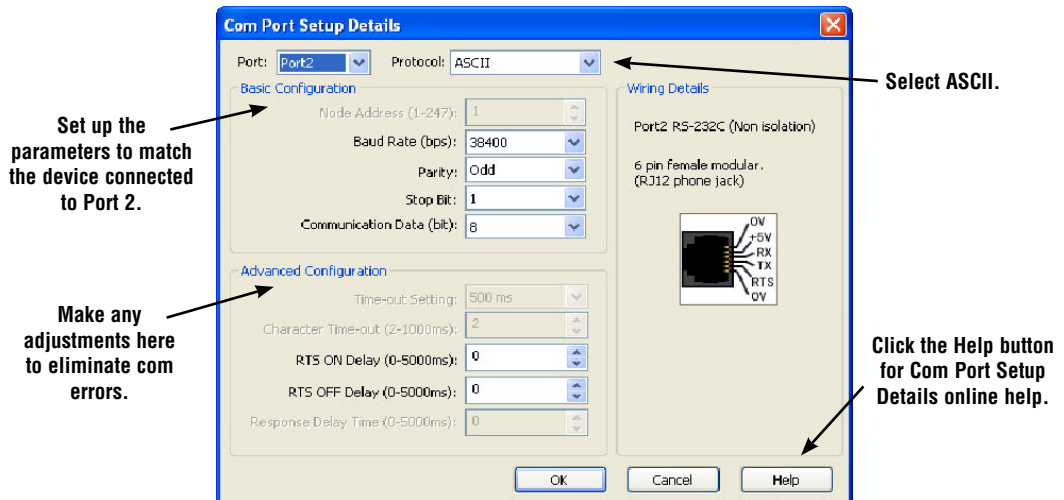 Com Port Setup Details
Port: Port2 Protocol: ASCII
Select ASCII.
Basic Configuration
Node Address (1-247): 1
Baud Rate (bps): 38400
Parity: Odd
Stop Bit: 1
Communication Data (bit): 8
Set up the
parameters to match
the device connected
to Port 2.
Wiring Details
Port2 RS-232C (Non isolation)
6 pin female modular.
(RJ12 phone jack)
0V
+5V
RX
TX
RTS
0V
Advanced Configuration
Time-out Setting: 500 ms
Character Time-out (2-1000ms): 2
RTS ON Delay (0-5000ms): 0
RTS OFF Delay (0-5000ms): 0
Response Delay Time (0-5000ms): 0
Make any
adjustments here
to eliminate com
errors.
Click the Help button
for Com Port Setup
Details online help.
OK Cancel Help